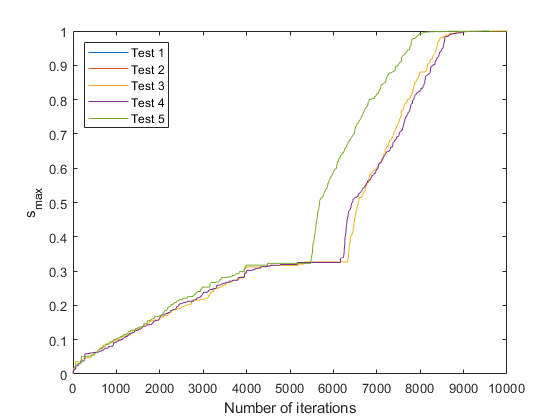 1
0.9
0.8
0.7
0.6
0.5
0.4
0.3
0.2
0.1
0
s_max
Test 1
Test 2
Test 3
Test 4
Test 5
0 1000 2000 3000 4000 5000 6000 7000 8000 9000 10000
Number of iterations